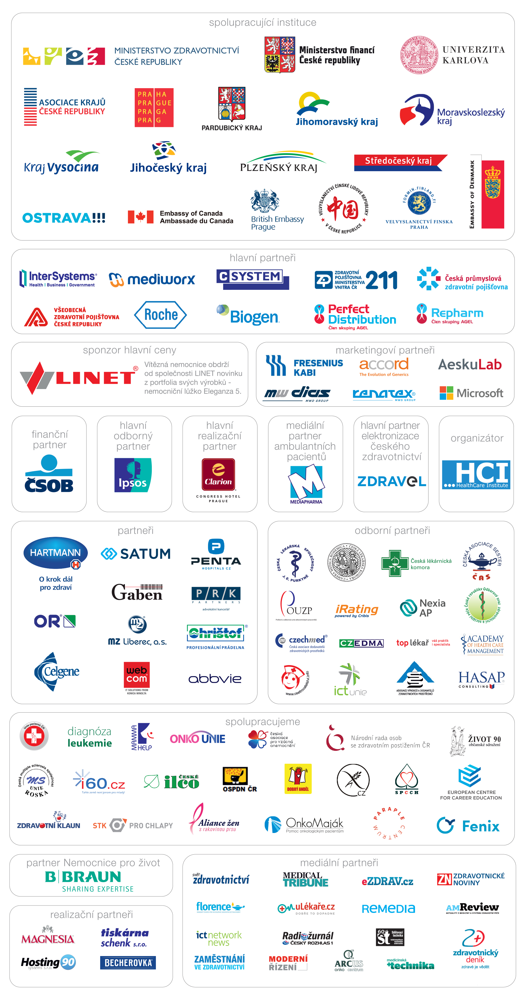 spolupracující instituce
MINISTERSTVO ZDRAVOTNICTVÍ
ČESKÉ REPUBLIKY
Ministerstvo financí
České republiky
UNIVERZITA
KARLOVA
ASOCIACE KRAJŮ
ČESKÉ REPUBLIKY
PRA HA
PRA GUE
PRA GA
PRA G
PARDUBICKÝ KRAJ
Jihomoravský kraj
Moravskoslezský
kraj
Kraj Vysočina
Jihočeský kraj
PLZEŇSKÝ KRAJ
Středočeský kraj
EMBASSY OF DENMARK
OSTRAVA!!!
Embassy of Canada
Ambassade du Canada
British Embassy
Prague
VELVYSLANECTVÍ ČÍNSKÉ LIDOVÉ REPUBLIKY
中国
V ČESKÉ REPUBLICE
FORMIN.FINLAND.FI
VELVYSLANECTVÍ FINSKA
PRAHA
hlavní partneři
InterSystems®
Health | Business | Government
mediworx
C SYSTEM
ZP ZDRAVOTNÍ
POJIŠŤOVNA
MINISTERSTVA
VNITRA ČR
211
Česká průmyslová
zdravotní pojišťovna
VŠEOBECNÁ
ZDRAVOTNÍ POJIŠŤOVNA
ČESKÉ REPUBLIKY
Roche
Biogen.
Perfect
Distribution
Člen skupiny AGEL
Repharm
Člen skupiny AGEL
sponzor hlavní ceny
LINET®
Vítězná nemocnice obdrží
od společnosti LINET novinku
z portfolia svých výrobků -
nemocniční lůžko Eleganza 5.
marketingoví partneři
FRESENIUS
KABI
accord
The Evolution of Generics
AeskuLab
mw dias
MWD GROUP
renatex®
MWD GROUP
Microsoft
finanční
partner
ČSOB
hlavní
odborný
partner
Ipsos
hlavní
realizační
partner
Clarion
CONGRESS HOTEL
PRAGUE
mediální
partner
ambulantních
pacientů
M
MEDIAPHARMA
hlavní partner
elektronizace
českého
zdravotnictví
ZDRAVeL
organizátor
HCI
HealthCare Institute
partneři
HARTMANN
O krok dál
pro zdraví
SATUM
PENTA
HOSPITALS CZ
Gaben
P/R/K
PARTNERS
advokátní kancelář
OR®
MZ®
MZ Liberec, a.s.
Chrištof®
PROFESIONÁLNÍ PRÁDELNA
Celgene
web
com
IT SOLUTIONS FROM
KONICA MINOLTA
abbvie
odborní partneři
ČESKÁ LÉKAŘSKÁ SPOLEČNOST
J. E. PURKYNĚ
CAMERA MEDICA BOHEMICA • ČESKÁ LÉKAŘSKÁ KOMORA
Česká lékárnická
komora
ČESKÁ ASOCIACE SESTER
ČAS
POUZP
Profesní a odborová unie zdravotnických pracovníků
iRating
powered by Cribis
Nexia
AP
Odborový svaz zdravotnictví a sociální péče České republiky
czechmed®
Česká asociace dodavatelů
zdravotnických prostředků
CZEDMA
top lékař
váš praktik
i specialista
ACADEMY
OF HEALTH CARE
MANAGEMENT
www.osetrovatelstvi.info
ict unie
ASOCIACE VÝROBCŮ A DODAVATELŮ
ZDRAVOTNICKÝCH PROSTŘEDKŮ
HASAP®
CONSULTING
spolupracujeme
Unie pacientů ČR
diagnóza
leukemie
MAMMA
HELP
ONKO UNIE
česká
asociace
pro vzácná
onemocnění
Národní rada osob
se zdravotním postižením ČR
ŽIVOT 90
občanské sdružení
Česká multiple sclerosis společnost
MS
UNIE
ROSKA
i60.cz
Tahle země není jenom pro mladý!
ČESKÉ
ilco
OSPDN ČR
DOBRÝ ANDĚL
.CZ
SPCCH
EUROPEAN CENTRE
FOR CAREER EDUCATION
ZDRAVOTNÍ KLAUN
STK PRO CHLAPY
Aliance žen
s rakovinou prsu
OnkoMaják
Pomoc onkologickým pacientům
PARAPLE
CENTRUM
Fenix
partner Nemocnice pro život
B|BRAUN
SHARING EXPERTISE
mediální partneři
svět
zdravotnictví
MEDICAL
TRIBUNE
eZDRAV.cz
ZN ZDRAVOTNICKÉ
NOVINY
florence
uLékaře.cz
DOBŘE TO DOPADNE
REMEDIA
AMReview
AKTUALITY Z MEDICÍNY A SYSTÉMU ZDRAVOTNÍ PÉČE
ict network
news
Radiožurnál
ČESKÝ ROZHLAS 1
60 let
st
Sdělovací
technika
telekomunikace
multimédia
elektronika
2+
zdravotnický
deník
zdravé je vědět
ZAMĚSTNÁNÍ
VE ZDRAVOTNICTVÍ
MODERNÍ
ŘÍZENÍ
ARCUS
onko centrum
medicínská
+technika
realizační partneři
MAGNESIA
tiskárna
schenk s.r.o.
Hosting 90
systems s.r.o.
BECHEROVKA